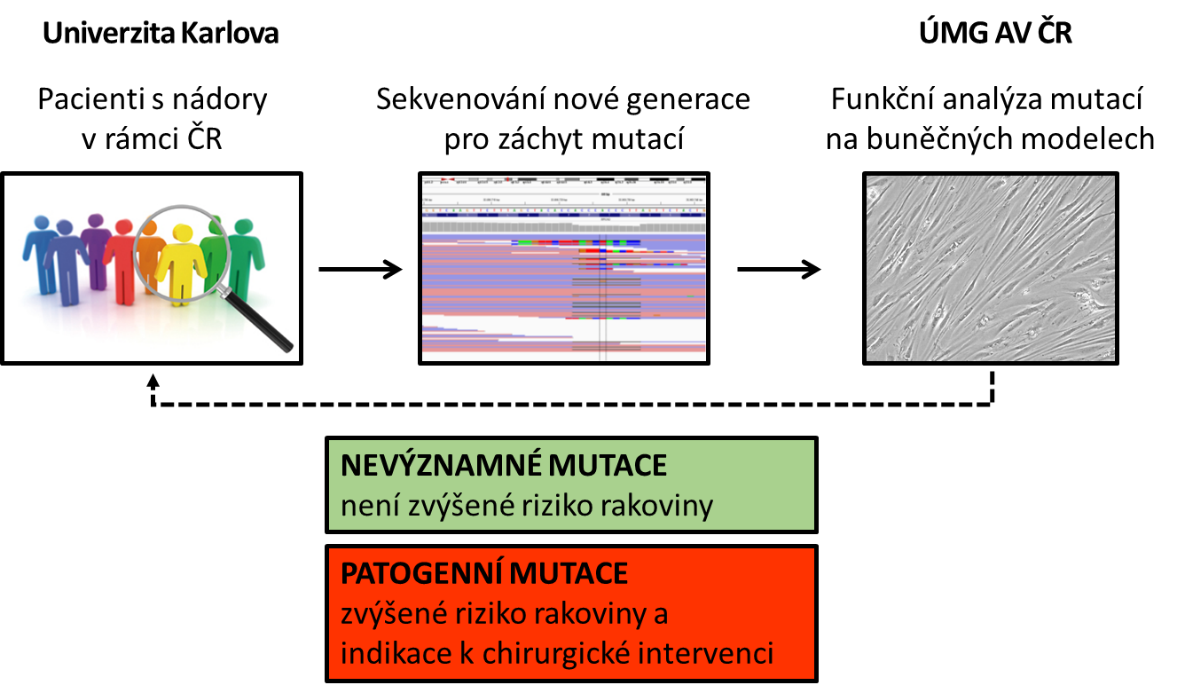 Univerzita Karlova
ÚMG AV ČR
Pacienti s nádory
v rámci ČR
Sekvenování nové generace
pro záchyt mutací
Funkční analýza mutací
na buněčných modelech
NEVÝZNAMNÉ MUTACE
není zvýšené riziko rakoviny
PATOGENNÍ MUTACE
zvýšené riziko rakoviny a
indikace k chirurgické intervenci